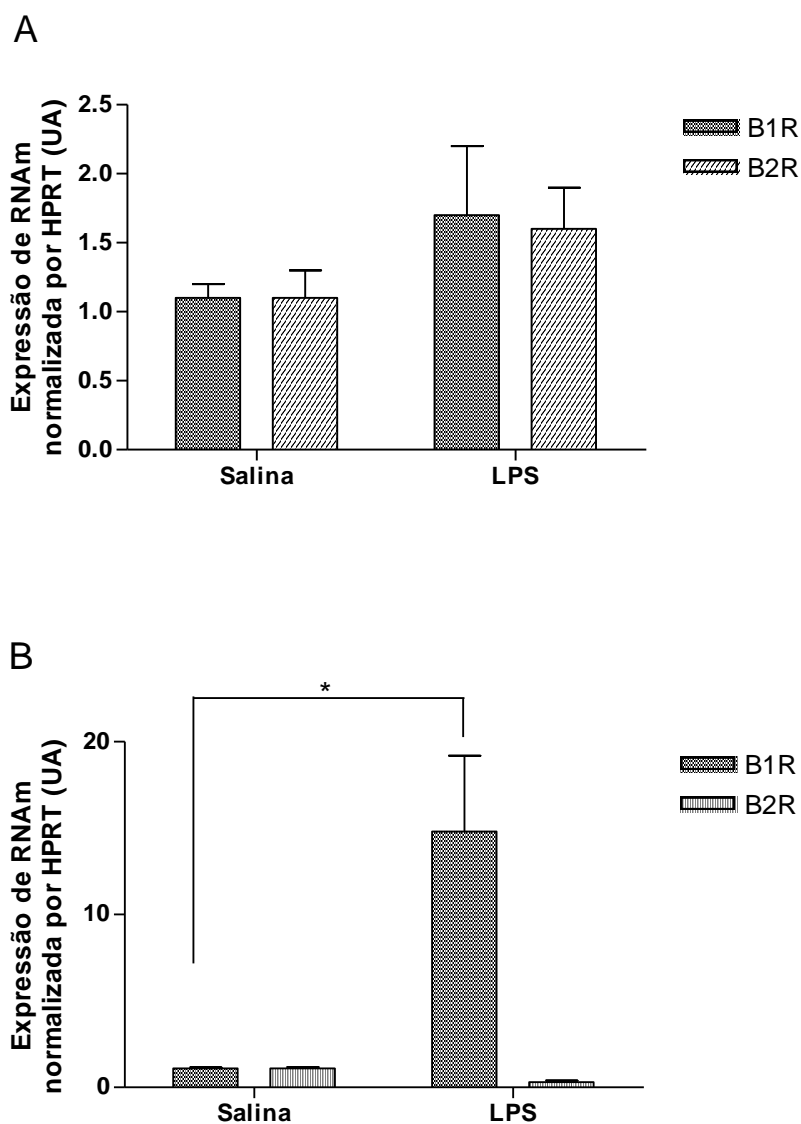 A
Expressão de RNAm
normalizada por HPRT (UA)
2.5
2.0
1.5
1.0
0.5
0.0
Salina
LPS
B1R
B2R
B
*
Expressão de RNAm
normalizada por HPRT (UA)
20
10
0
Salina
LPS
B1R
B2R